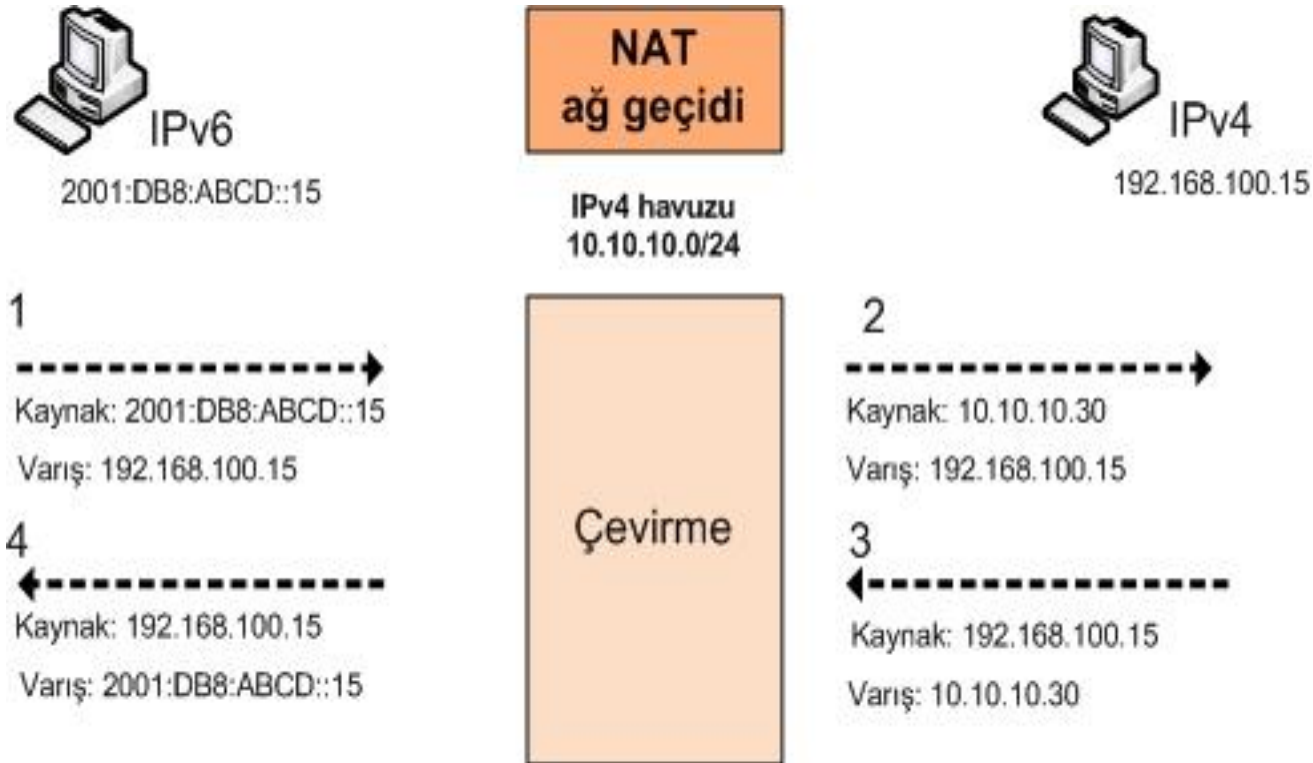 IPv6
2001:DB8:ABCD::15
NAT
ağ geçidi
IPv4 havuzu
10.10.10.0/24
IPv4
192.168.100.15
1
Kaynak: 2001:DB8:ABCD::15
Varış: 192.168.100.15
2
Kaynak: 10.10.10.30
Varış: 192.168.100.15
Çevirme
4
Kaynak: 192.168.100.15
Varış: 2001:DB8:ABCD::15
3
Kaynak: 192.168.100.15
Varış: 10.10.10.30